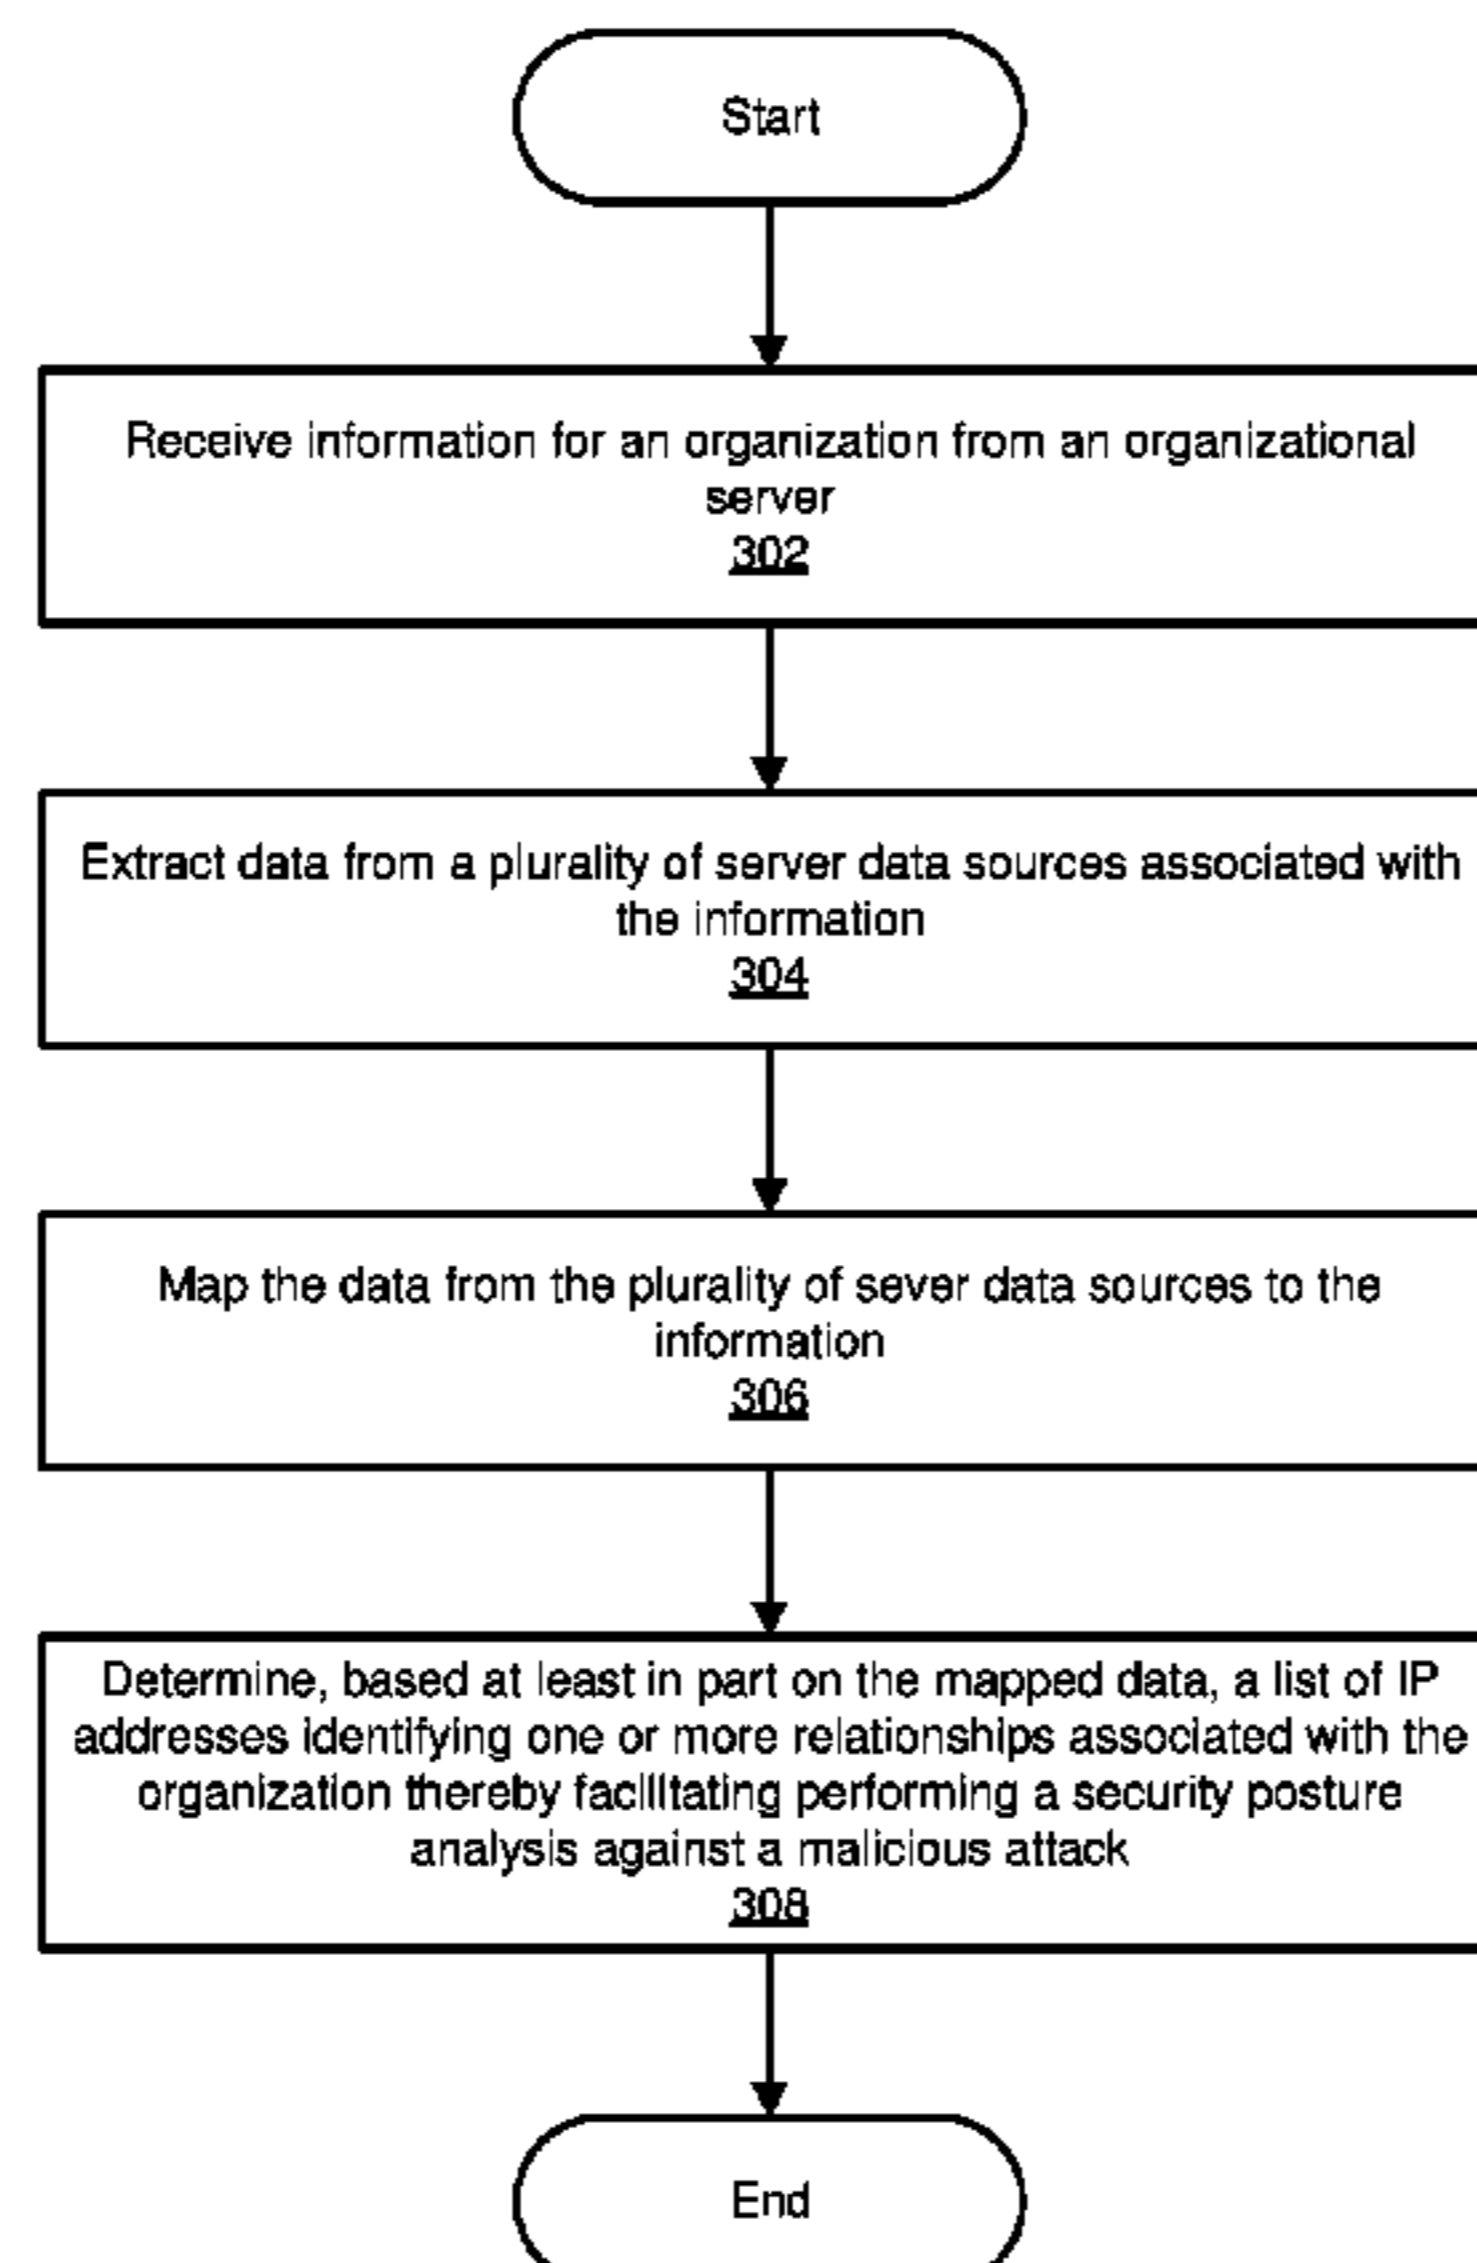 Start
Receive information for an organization from an organizational
server
302
Extract data from a plurality of server data sources associated with
the information
304
Map the data from the plurality of sever data sources to the
information
306
Determine, based at least in part on the mapped data, a list of IP
addresses identifying one or more relationships associated with the
organization thereby facilitating performing a security posture
analysis against a malicious attack
308
End